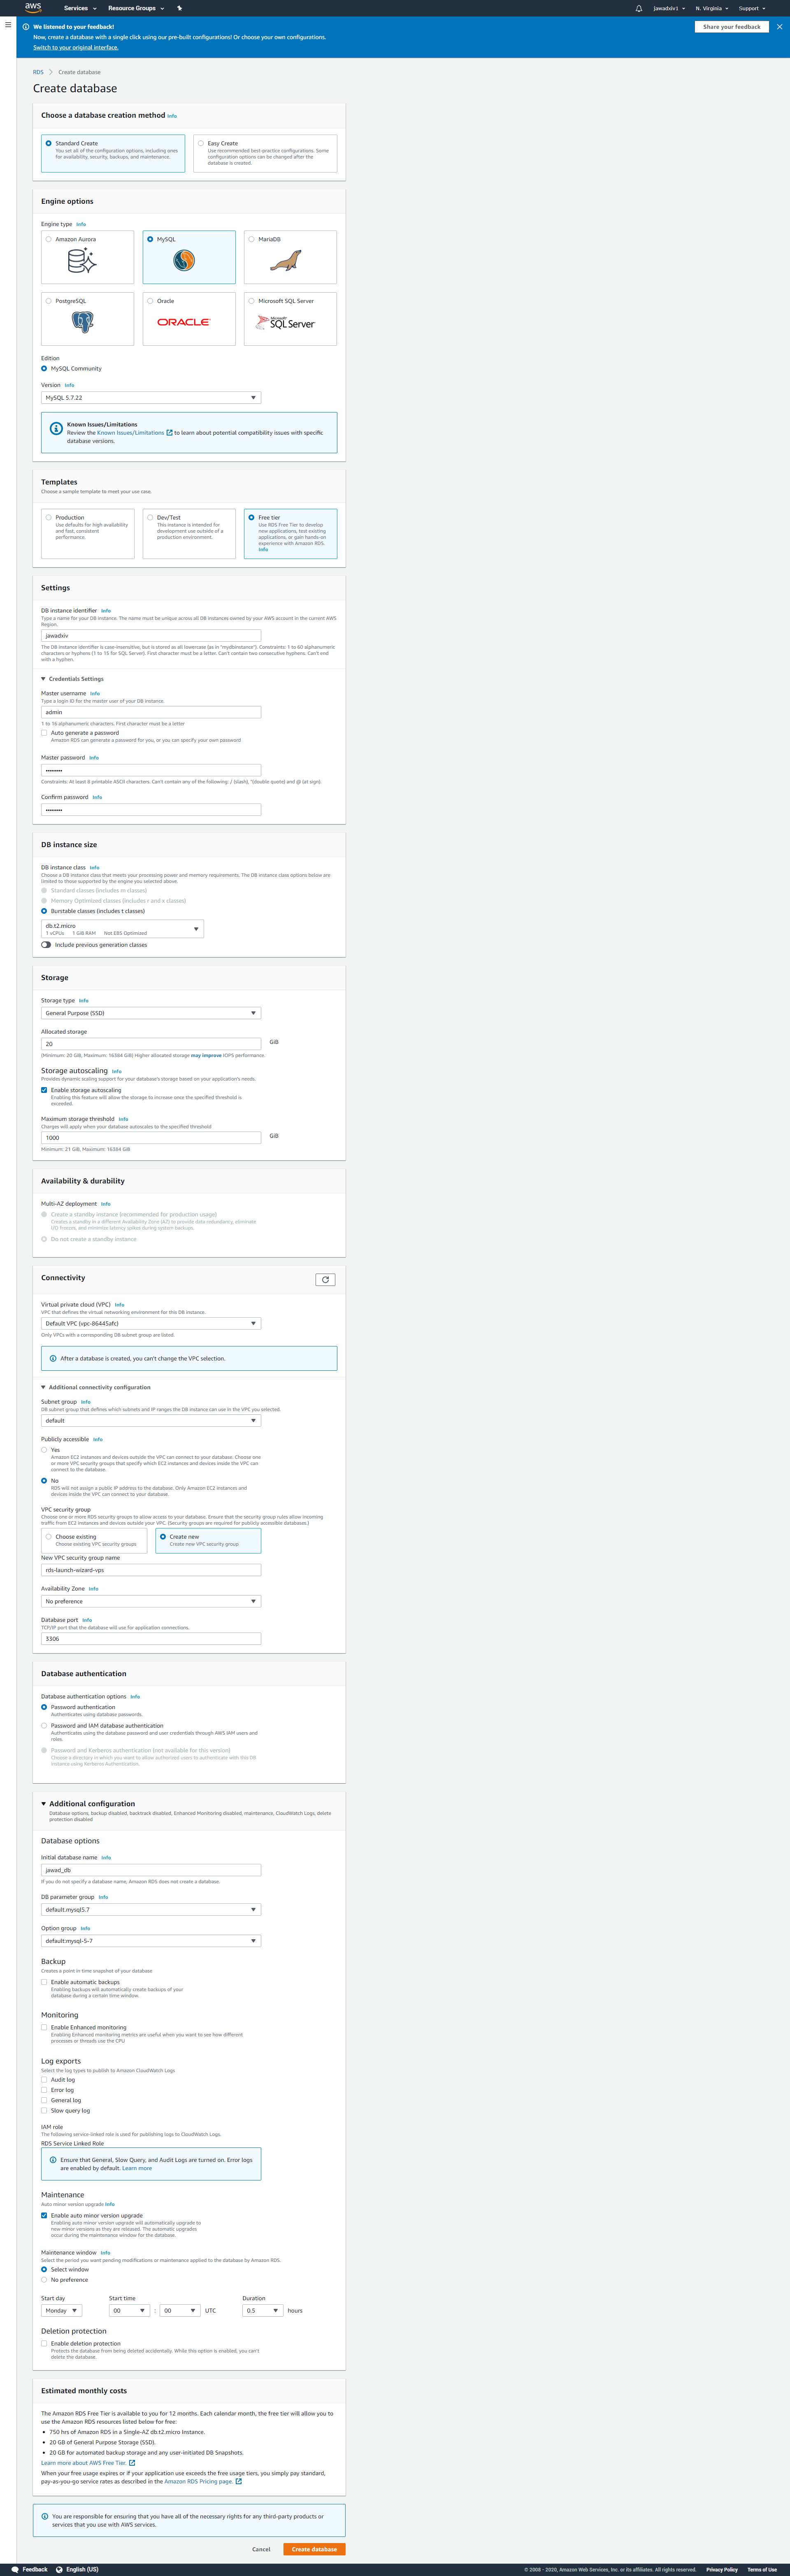 aws
Services
Resource Groups
jawadxiv1
N. Virginia
Support
We listened to your feedback!
Now, create a database with a single click using our pre-built configurations! Or choose your own configurations.
Switch to your original interface.
Share your feedback
RDS
Create database
Create database
Choose a database creation method Info
Standard Create
You set all of the configuration options, including ones
for availability, security, backups, and maintenance.
Easy Create
Use recommended best-practice configurations. Some
configuration options can be changed after the
database is created.
Engine options
Engine type Info
Amazon Aurora
MySQL
MariaDB
PostgreSQL
Oracle
ORACLE
Microsoft SQL Server
Microsoft
SQL Server
Edition
MySQL Community
Version Info
MySQL 5.7.22
Known Issues/Limitations
Review the Known Issues/Limitations to learn about potential compatibility issues with specific
database versions.
Templates
Choose a sample template to meet your use case.
Production
Use defaults for high availability
and fast, consistent
performance.
Dev/Test
This instance is intended for
development use outside of a
production environment.
Free tier
Use RDS Free Tier to develop
new applications, test existing
applications, or gain hands-on
experience with Amazon RDS.
Info
Settings
DB instance identifier Info
Type a name for your DB instance. The name must be unique across all DB instances owned by your AWS account in the current AWS
Region.
jawadxiv
The DB instance identifier is case-insensitive, but is stored as all lowercase (as in "mydbinstance"). Constraints: 1 to 60 alphanumeric
characters or hyphens (1 to 15 for SQL Server). First character must be a letter. Can't contain two consecutive hyphens. Can't end
with a hyphen.
Credentials Settings
Master username Info
Type a login ID for the master user of your DB instance.
admin
1 to 16 alphanumeric characters. First character must be a letter
Auto generate a password
Amazon RDS can generate a password for you, or you can specify your own password
Master password Info
••••••••
Constraints: At least 8 printable ASCII characters. Can't contain any of the following: / (slash), "(double quote) and @ (at sign).
Confirm password Info
••••••••
DB instance size
DB instance class Info
Choose a DB instance class that meets your processing power and memory requirements. The DB instance class options below are
limited to those supported by the engine you selected above.
Standard classes (includes m classes)
Memory Optimized classes (includes r and x classes)
Burstable classes (includes t classes)
db.t2.micro
1 vCPUs 1 GiB RAM Not EBS Optimized
Include previous generation classes
Storage
Storage type Info
General Purpose (SSD)
Allocated storage
20
GiB
(Minimum: 20 GiB, Maximum: 16384 GiB) Higher allocated storage may improve IOPS performance.
Storage autoscaling Info
Provides dynamic scaling support for your database's storage based on your application's needs.
Enable storage autoscaling
Enabling this feature will allow the storage to increase once the specified threshold is
exceeded.
Maximum storage threshold Info
Charges will apply when your database autoscales to the specified threshold
1000
GiB
Minimum: 21 GiB, Maximum: 16384 GiB
Availability & durability
Multi-AZ deployment Info
Create a standby instance (recommended for production usage)
Creates a standby in a different Availability Zone (AZ) to provide data redundancy, eliminate
I/O freezes, and minimize latency spikes during system backups.
Do not create a standby instance
Connectivity
Virtual private cloud (VPC) Info
VPC that defines the virtual networking environment for this DB instance.
Default VPC (vpc-86445afc)
Only VPCs with a corresponding DB subnet group are listed.
After a database is created, you can't change the VPC selection.
Additional connectivity configuration
Subnet group Info
DB subnet group that defines which subnets and IP ranges the DB instance can use in the VPC you selected.
default
Publicly accessible Info
Yes
Amazon EC2 instances and devices outside the VPC can connect to your database. Choose one
or more VPC security groups that specify which EC2 instances and devices inside the VPC can
connect to the database.
No
RDS will not assign a public IP address to the database. Only Amazon EC2 instances and
devices inside the VPC can connect to your database.
VPC security group
Choose one or more RDS security groups to allow access to your database. Ensure that the security group rules allow incoming
traffic from EC2 instances and devices outside your VPC. (Security groups are required for publicly accessible databases.)
Choose existing
Choose existing VPC security groups
Create new
Create new VPC security group
New VPC security group name
rds-launch-wizard-vps
Availability Zone Info
No preference
Database port Info
TCP/IP port that the database will use for application connections.
3306
Database authentication
Database authentication options Info
Password authentication
Authenticates using database passwords.
Password and IAM database authentication
Authenticates using the database password and user credentials through AWS IAM users and
roles.
Password and Kerberos authentication (not available for this version)
Choose a directory in which you want to allow authorized users to authenticate with this DB
instance using Kerberos Authentication.
Additional configuration
Database options, backup disabled, backtrack disabled, Enhanced Monitoring disabled, maintenance, CloudWatch Logs, delete
protection disabled
Database options
Initial database name Info
jawad_db
If you do not specify a database name, Amazon RDS does not create a database.
DB parameter group Info
default.mysql5.7
Option group Info
default:mysql-5-7
Backup
Creates a point in time snapshot of your database
Enable automatic backups
Enabling backups will automatically create backups of your
database during a certain time window.
Monitoring
Enable Enhanced monitoring
Enabling Enhanced monitoring metrics are useful when you want to see how different
processes or threads use the CPU
Log exports
Select the log types to publish to Amazon CloudWatch Logs
Audit log
Error log
General log
Slow query log
IAM role
The following service-linked role is used for publishing logs to CloudWatch Logs.
RDS Service Linked Role
Ensure that General, Slow Query, and Audit Logs are turned on. Error logs
are enabled by default. Learn more
Maintenance
Auto minor version upgrade Info
Enable auto minor version upgrade
Enabling auto minor version upgrade will automatically upgrade to
new minor versions as they are released. The automatic upgrades
occur during the maintenance window for the database.
Maintenance window Info
Select the period you want pending modifications or maintenance applied to the database by Amazon RDS.
Select window
No preference
Start day
Start time
Duration
Monday
00 : 00 UTC
0.5 hours
Deletion protection
Enable deletion protection
Protects the database from being deleted accidentally. While this option is enabled, you can't
delete the database.
Estimated monthly costs
The Amazon RDS Free Tier is available to you for 12 months. Each calendar month, the free tier will allow you to
use the Amazon RDS resources listed below for free:
• 750 hrs of Amazon RDS in a Single-AZ db.t2.micro Instance.
• 20 GB of General Purpose Storage (SSD).
• 20 GB for automated backup storage and any user-initiated DB Snapshots.
Learn more about AWS Free Tier.
When your free usage expires or if your application use exceeds the free usage tiers, you simply pay standard,
pay-as-you-go service rates as described in the Amazon RDS Pricing page.
You are responsible for ensuring that you have all of the necessary rights for any third-party products or
services that you use with AWS services.
Cancel
Create database
Feedback
English (US)
© 2008 - 2020, Amazon Web Services, Inc. or its affiliates. All rights reserved.
Privacy Policy
Terms of Use